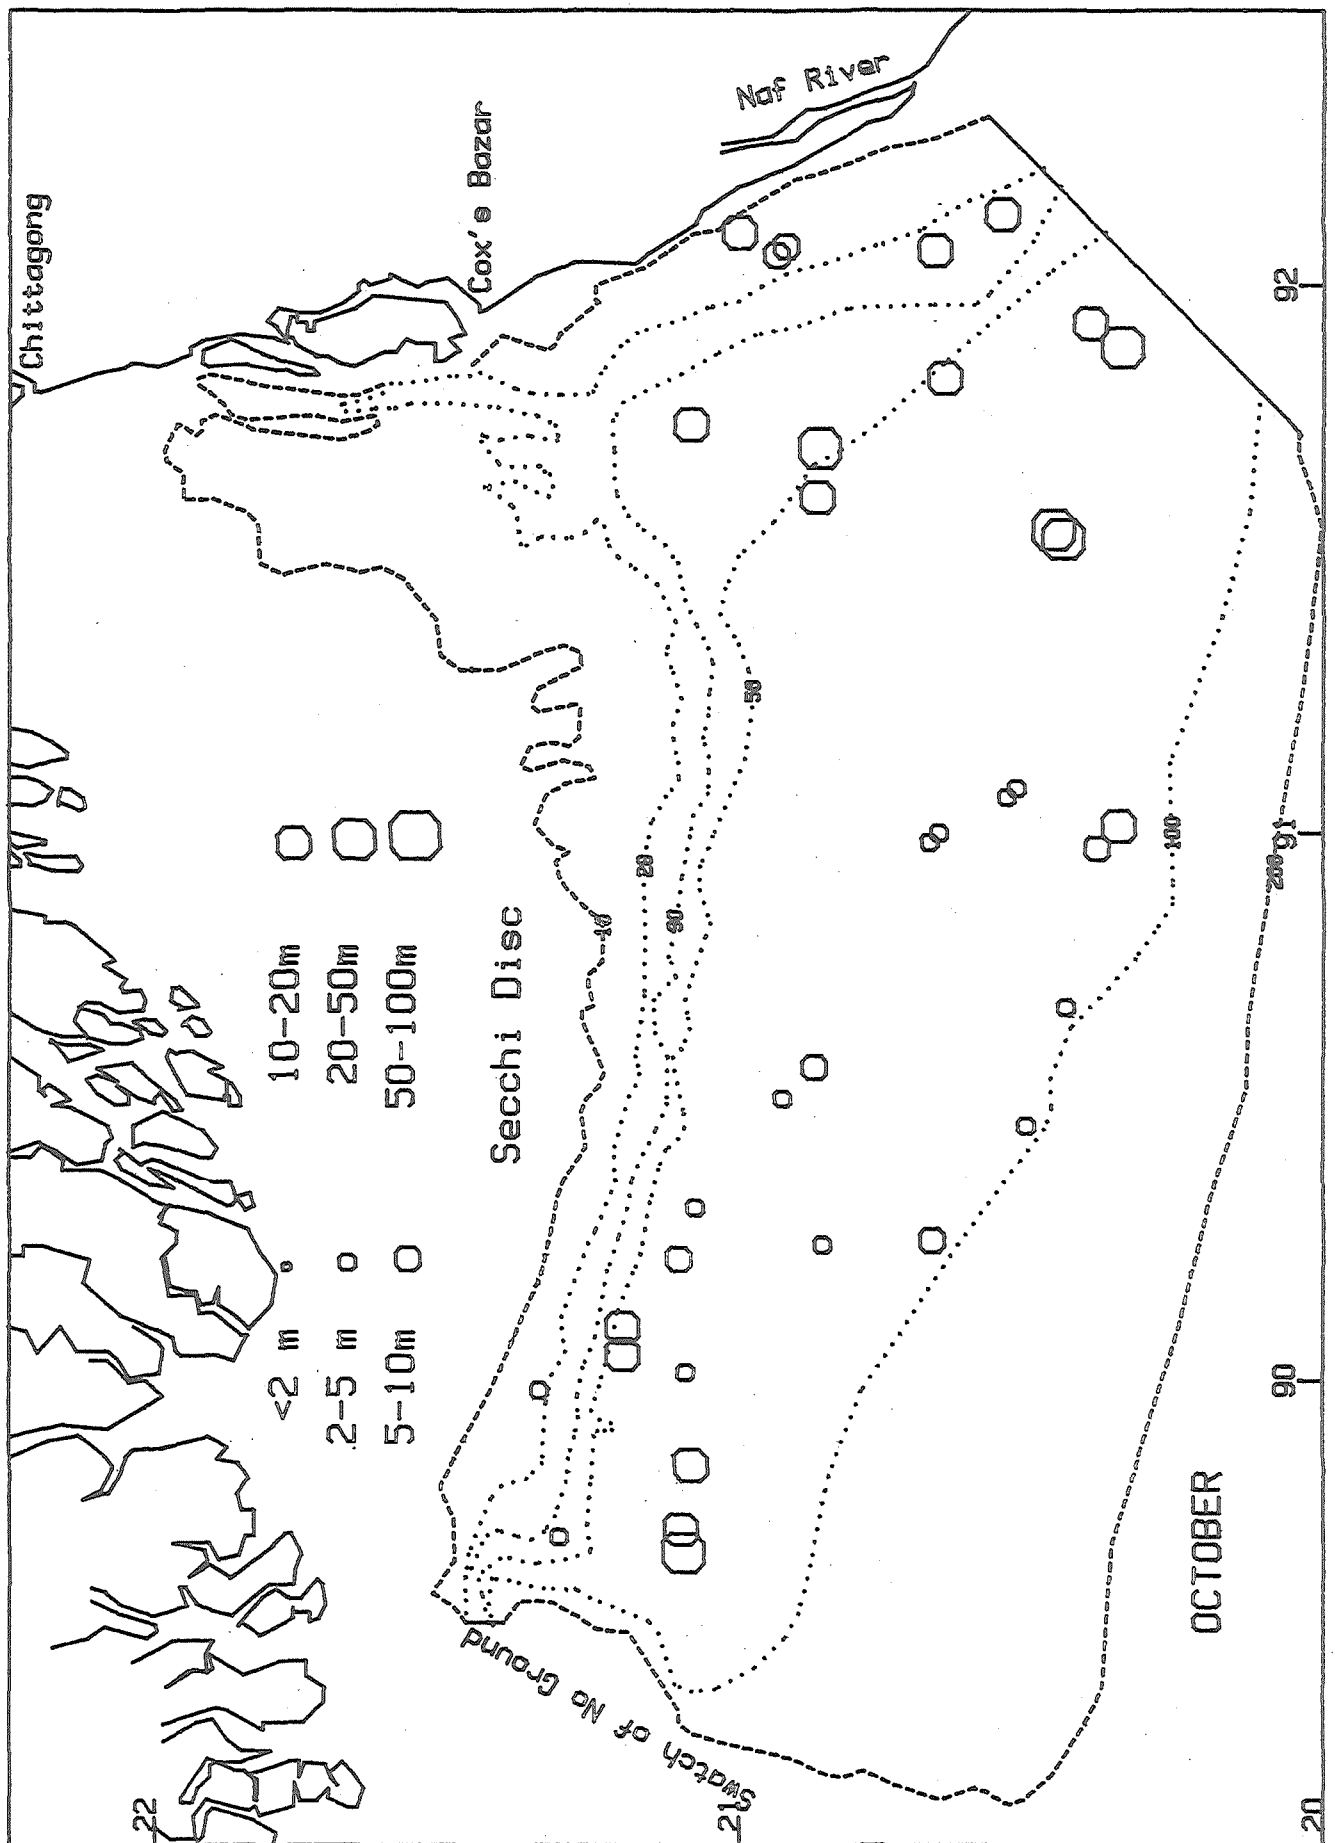 Chittagong
Cox's Bazar
Naf River
<2 m
2-5 m
5-10m
10-20m
20-50m
50-100m
Secchi Disc
10
20
50
100
200
Swatch of No Ground
OCTOBER
22
21
20
90
91
92